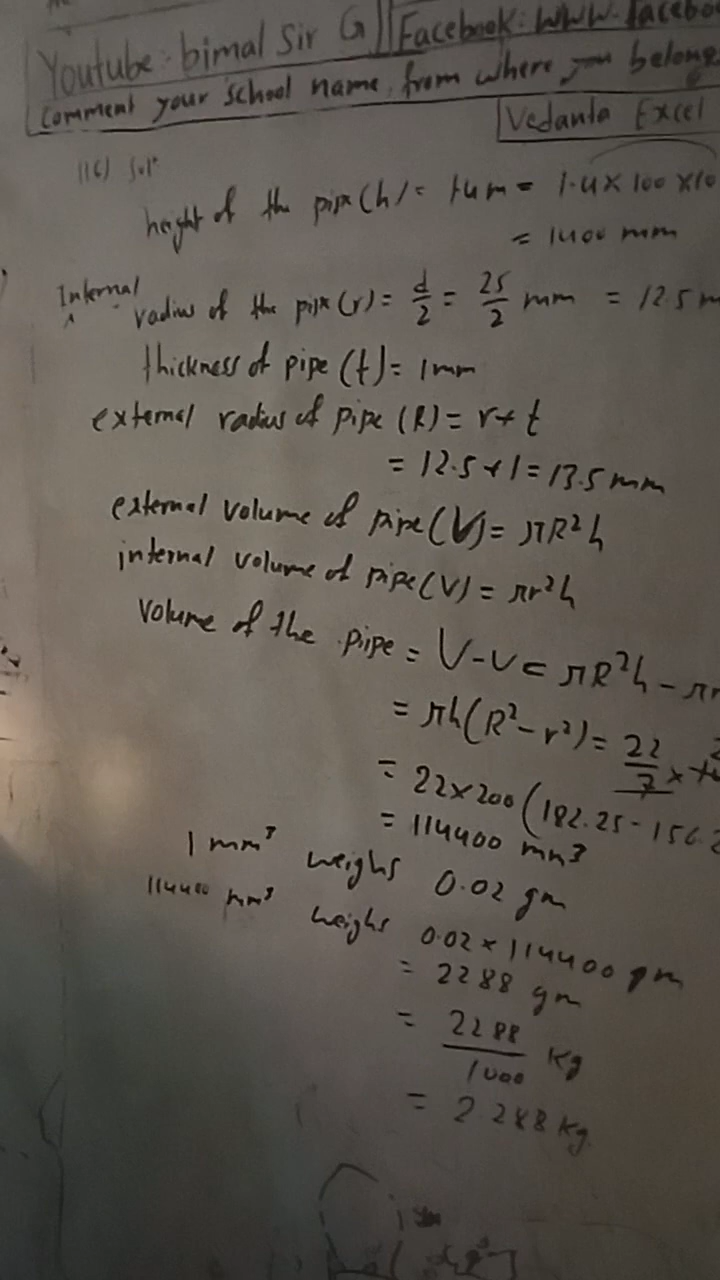 Youtube: bimal Sir G Facebook: www.facebo
comment your school name, from where you belong
Vedanta Excel
11c) Solⁿ
height of the pipe (h) = 1.4m = 1.4 × 100 × 10
= 1400 mm
Internal radius of the pipe (r) = d/2 = 25/2 mm = 12.5 m
thickness of pipe (t) = 1mm
external radius of pipe (R) = r+t
= 12.5+1 = 13.5 mm
external volume of pipe (V) = πR²h
internal volume of pipe (v) = πr²h
volume of the pipe = V-v = πR²h - πr
= πh(R²-r²) = 22/7 ×
= 22×200 (182.25 - 156.2
= 114400 mm³
1 mm³ weighs 0.02 gm
114400 mm³ weighs 0.02 × 114400 gm
= 2288 gm
= 2288/1000 kg
= 2.288 kg.